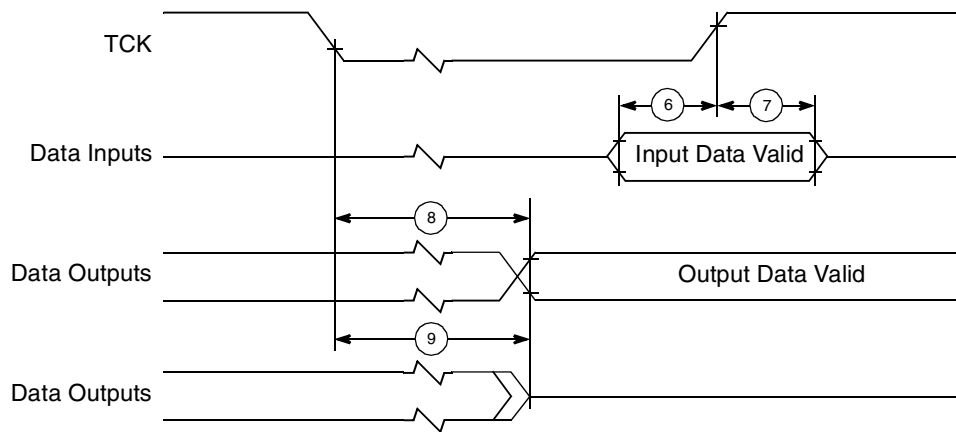 TCK
6
7
Data Inputs
Input Data Valid
8
Data Outputs
Output Data Valid
9
Data Outputs